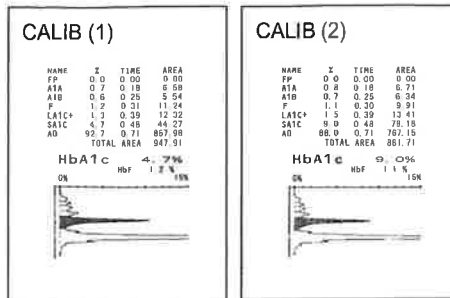 CALIB (1)
NAME % TIME AREA
FP 0.0 0.00 0.00
A1A 0.7 0.18 6.58
A1B 0.6 0.25 5.54
F 1.2 0.31 11.24
LA1C+ 1.3 0.39 12.32
SA1C 4.7 0.48 44.27
A0 92.7 0.71 867.98
TOTAL AREA 947.91
HbA1c 4.7%
HbF 1.2%
0% 15%
CALIB (2)
NAME % TIME AREA
FP 0.0 0.00 0.00
A1A 0.8 0.18 6.71
A1B 0.7 0.25 6.34
F 1.1 0.30 9.91
LA1C+ 1.5 0.39 13.41
SA1C 9.0 0.48 78.18
A0 88.0 0.71 767.15
TOTAL AREA 881.71
HbA1c 9.0%
HbF 1.1%
0% 15%